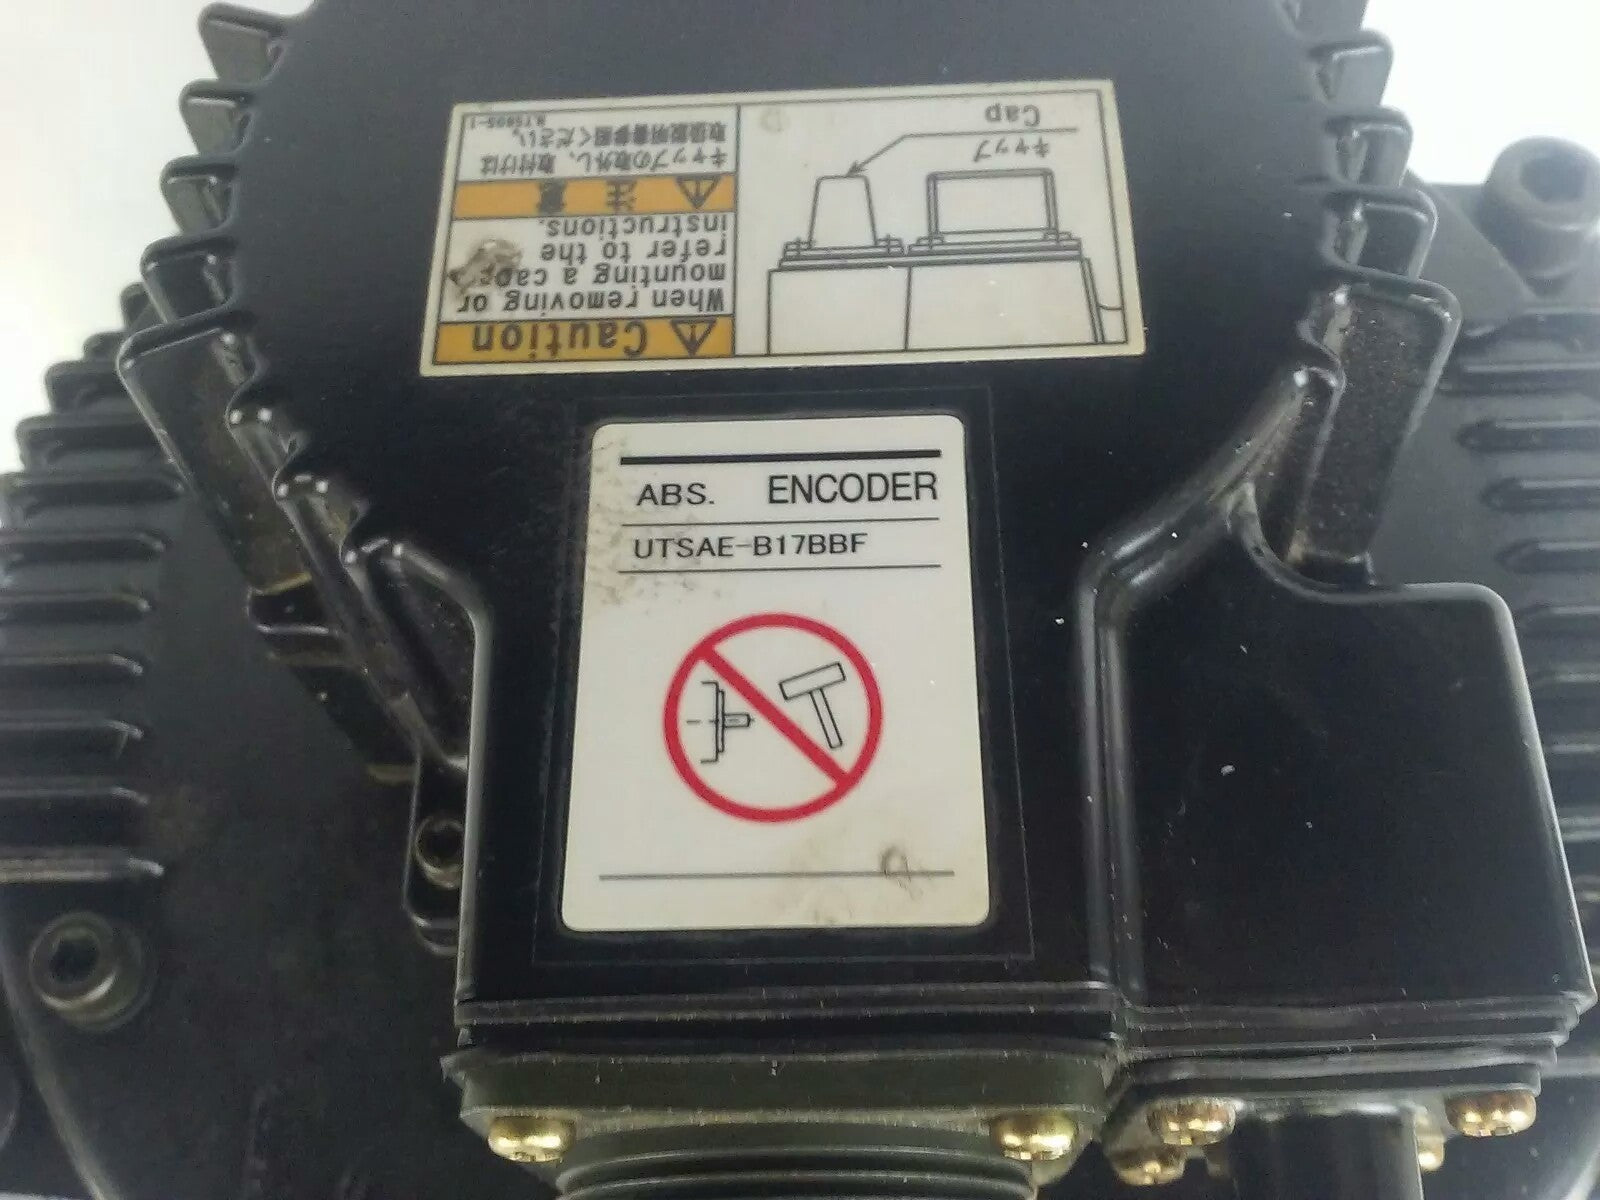 Caution
When removing or
mounting a cap,
refer to the
instructions.
注意
キャップの取外し、取付けは
取扱説明書参照ください。
キャップ
Cap
ABS. ENCODER
UTSAE-B17BBF